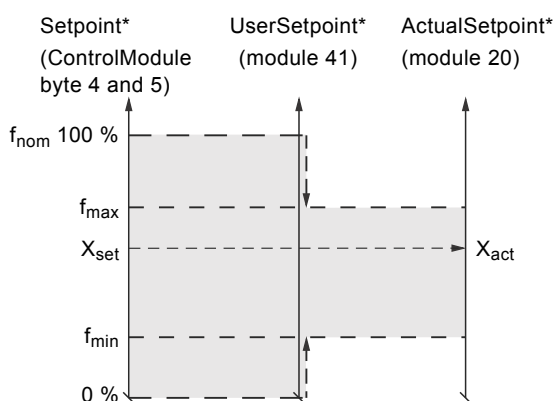 Setpoint*
(ControlModule
byte 4 and 5)
UserSetpoint*
(module 41)
ActualSetpoint*
(module 20)
fnom 100 %
fmax
Xset
Xact
fmin
0 %